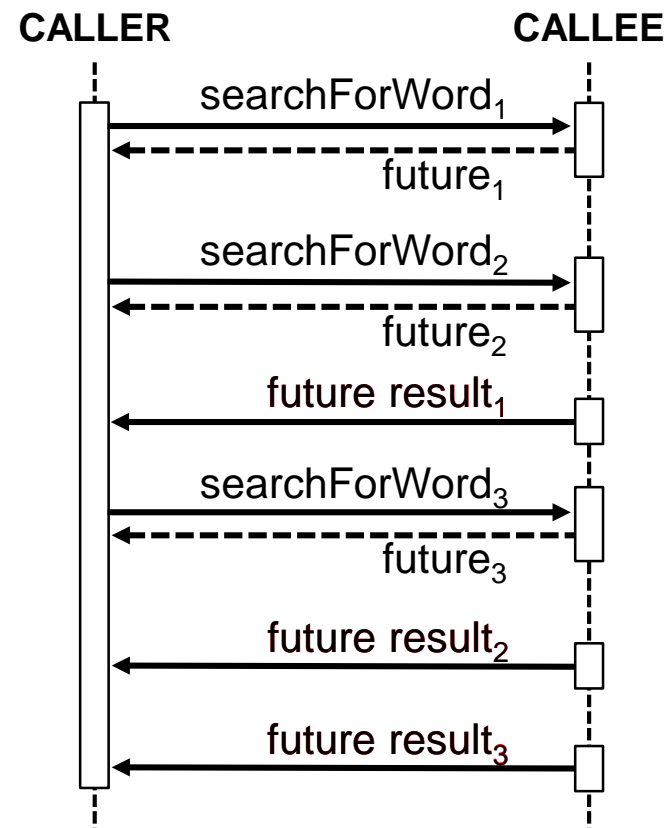 CALLER
CALLEE
searchForWord₁
future₁
searchForWord₂
future₂
future result₁
searchForWord₃
future₃
future result₂
future result₃